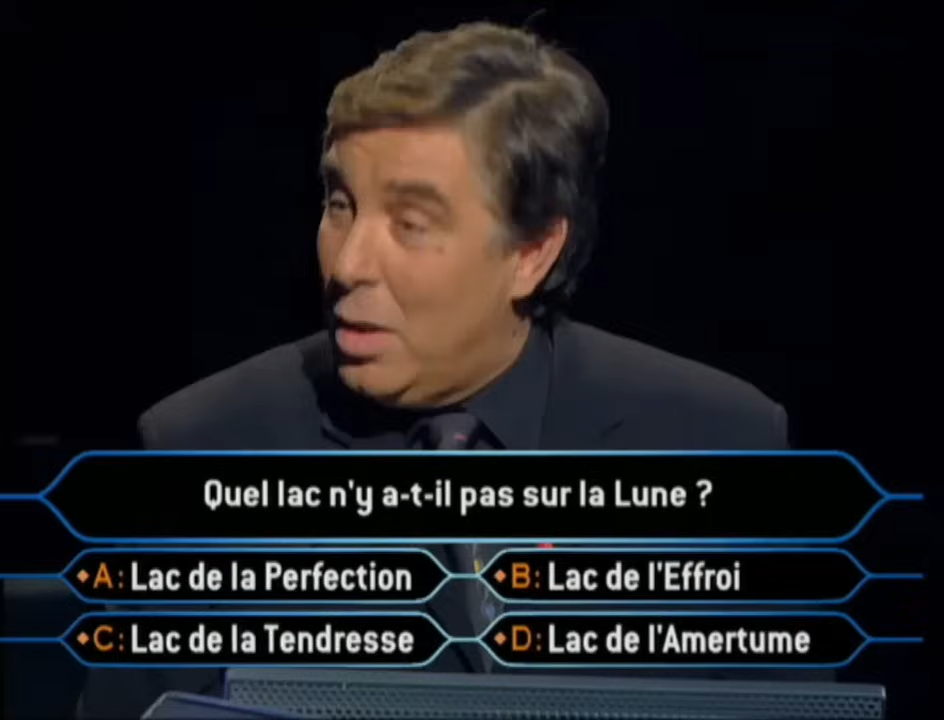 Quel lac n'y a-t-il pas sur la Lune ?
A: Lac de la Perfection
B: Lac de l'Effroi
C: Lac de la Tendresse
D: Lac de l'Amertume